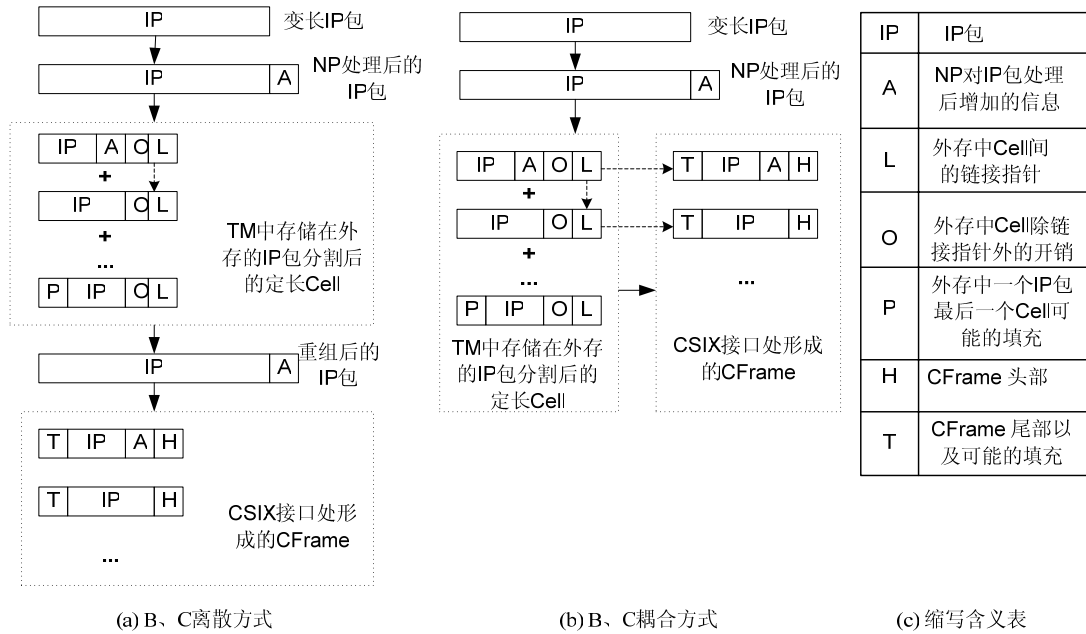 IP
变长IP包
IP A
NP处理后的
IP包
IP A O L
+
IP O L
+
...
P IP O L
TM中存储在外
存的IP包分割后
的定长Cell
IP A
重组后的
IP包
T IP A H
T IP H
...
CSIX接口处形
成的CFrame
(a) B、C离散方式
IP
变长IP包
IP A
NP处理后的
IP包
IP A O L
+
IP O L
+
...
P IP O L
TM中存储在外存
的IP包分割后的
定长Cell
T IP A H
T IP H
...
CSIX接口处形成
的CFrame
(b) B、C耦合方式
IP IP包
A NP对IP包处理
后增加的信息
L 外存中Cell间
的链接指针
O 外存中Cell除链
接指针外的开销
P 外存中一个IP包
最后一个Cell可
能的填充
H CFrame 头部
T CFrame 尾部以
及可能的填充
(c) 缩写含义表